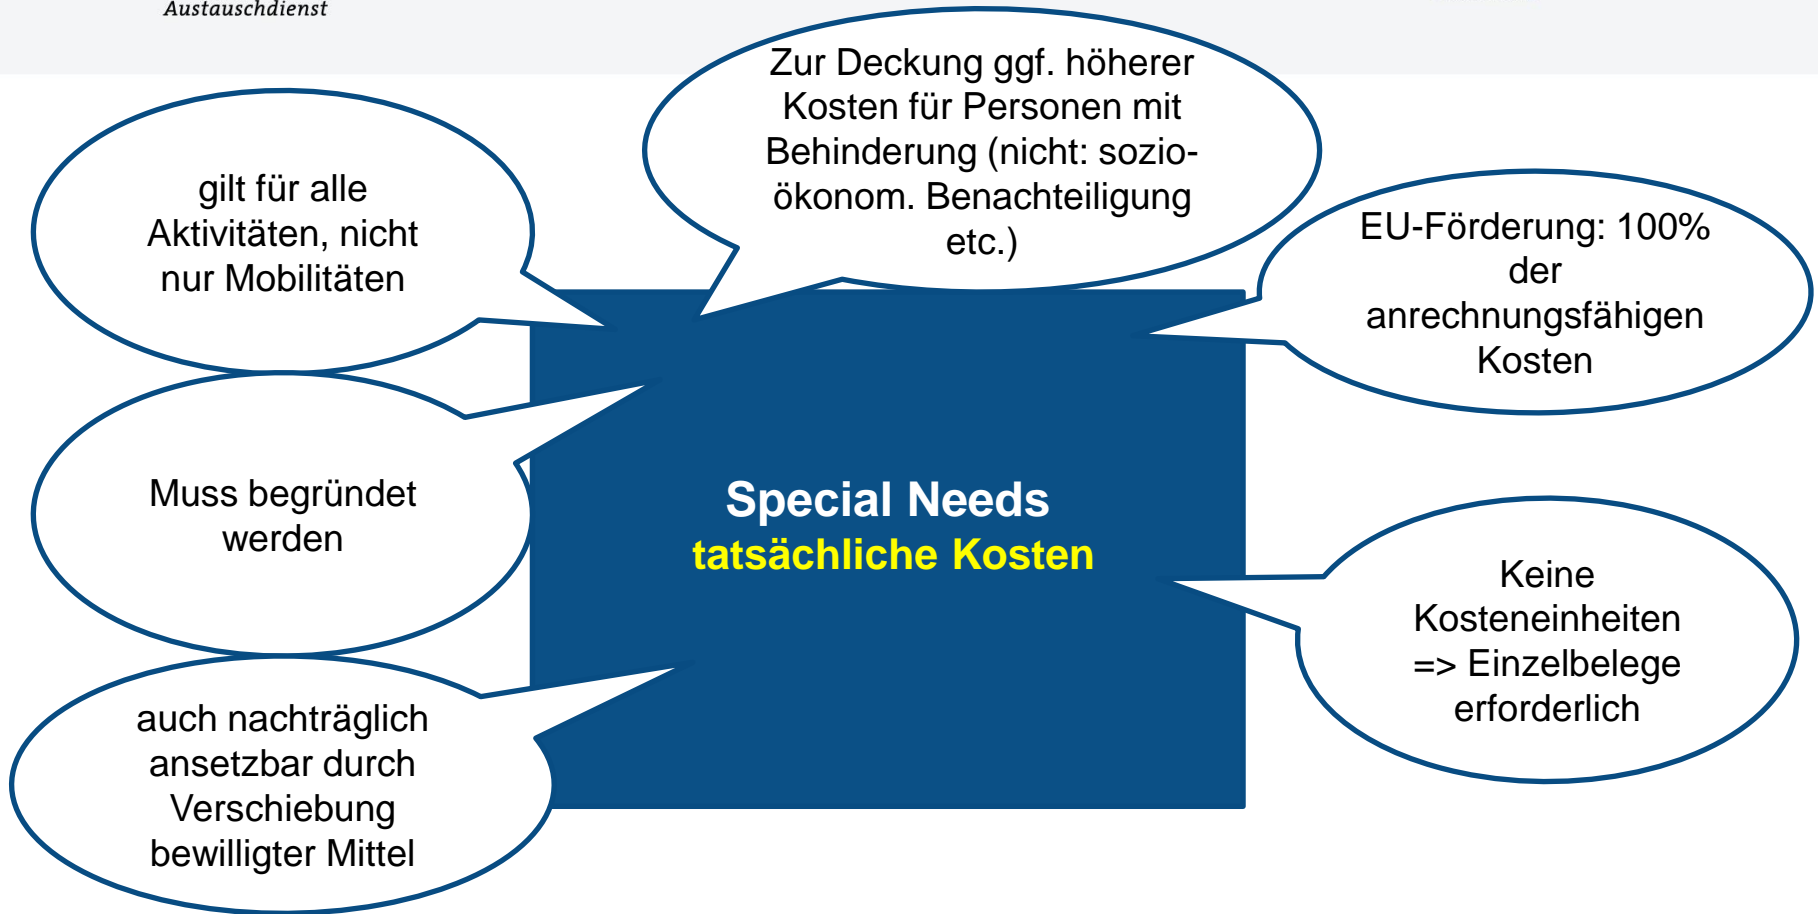 Austauschdienst
Zur Deckung ggf. höherer
Kosten für Personen mit
Behinderung (nicht: sozio-
ökonom. Benachteiligung
etc.)
gilt für alle
Aktivitäten, nicht
nur Mobilitäten
EU-Förderung: 100%
der
anrechnungsfähigen
Kosten
Muss begründet
werden
Special Needs
tatsächliche Kosten
Keine
Kosteneinheiten
=> Einzelbelege
erforderlich
auch nachträglich
ansetzbar durch
Verschiebung
bewilligter Mittel